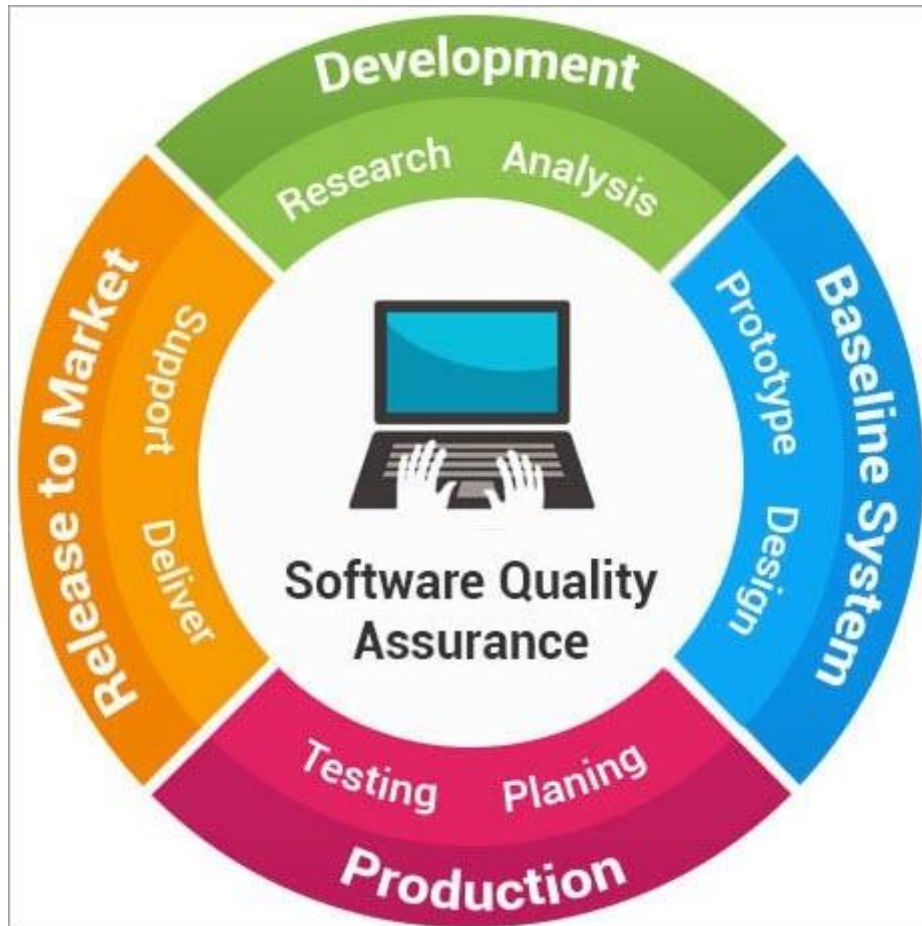 Development
Research Analysis
Baseline System
Prototype Design
Production
Testing Planing
Release to Market
Support
Deliver
Software Quality
Assurance